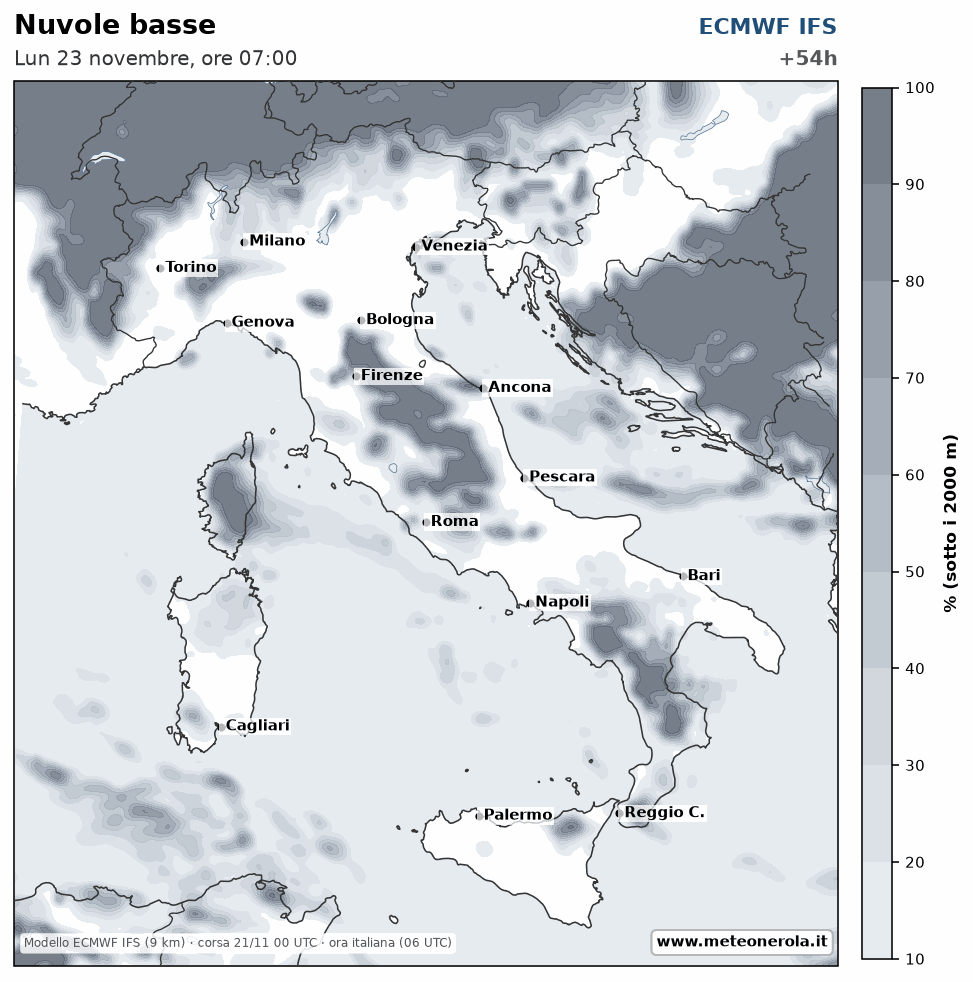 Nuvole basse
ECMWF IFS
Lun 23 novembre, ore 07:00
+54h
Milano
Venezia
Torino
Genova
Bologna
Firenze
Ancona
Pescara
Roma
Bari
Napoli
Cagliari
Palermo
Reggio C.
100
90
80
70
60
50
40
30
20
10
% (sotto i 2000 m)
Modello ECMWF IFS (9 km) · corsa 21/11 00 UTC · ora italiana (06 UTC)
www.meteonerola.it